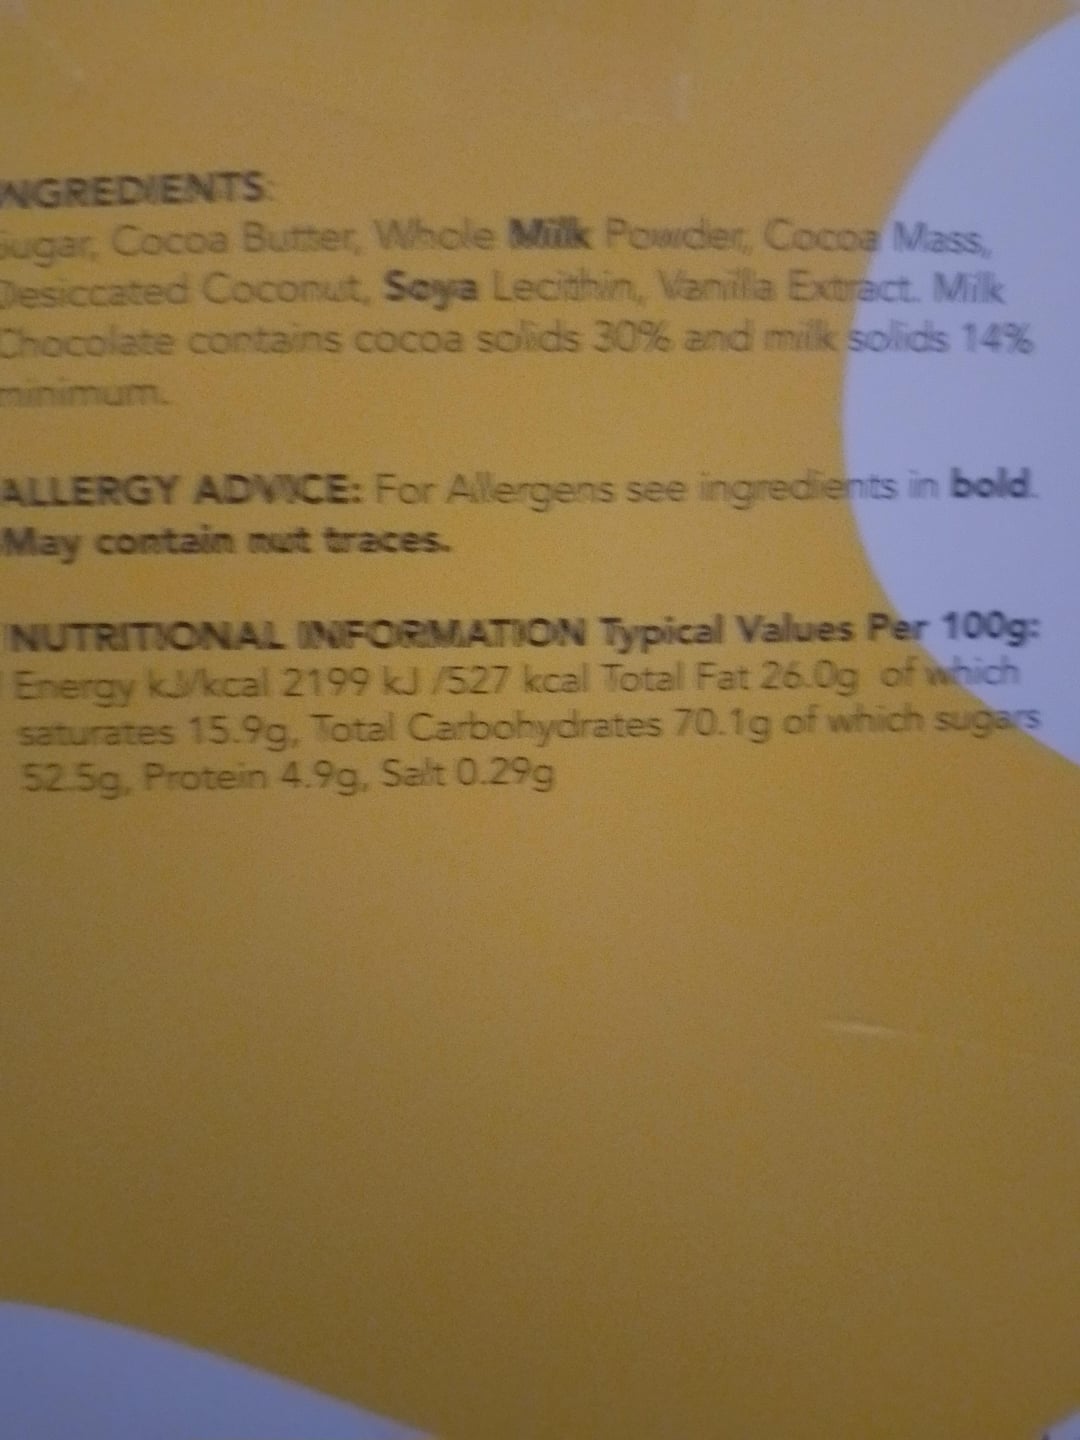 INGREDIENTS:
Sugar, Cocoa Butter, Whole Milk Powder, Cocoa Mass,
Desiccated Coconut, Soya Lecithin, Vanilla Extract. Milk
Chocolate contains cocoa solids 30% and milk solids 14%
minimum.
ALLERGY ADVICE: For Allergens see ingredients in bold.
May contain nut traces.
NUTRITIONAL INFORMATION Typical Values Per 100g:
Energy kJ/kcal 2199 kJ /527 kcal Total Fat 26.0g of which
saturates 15.9g, Total Carbohydrates 70.1g of which sugars
52.5g, Protein 4.9g, Salt 0.29g